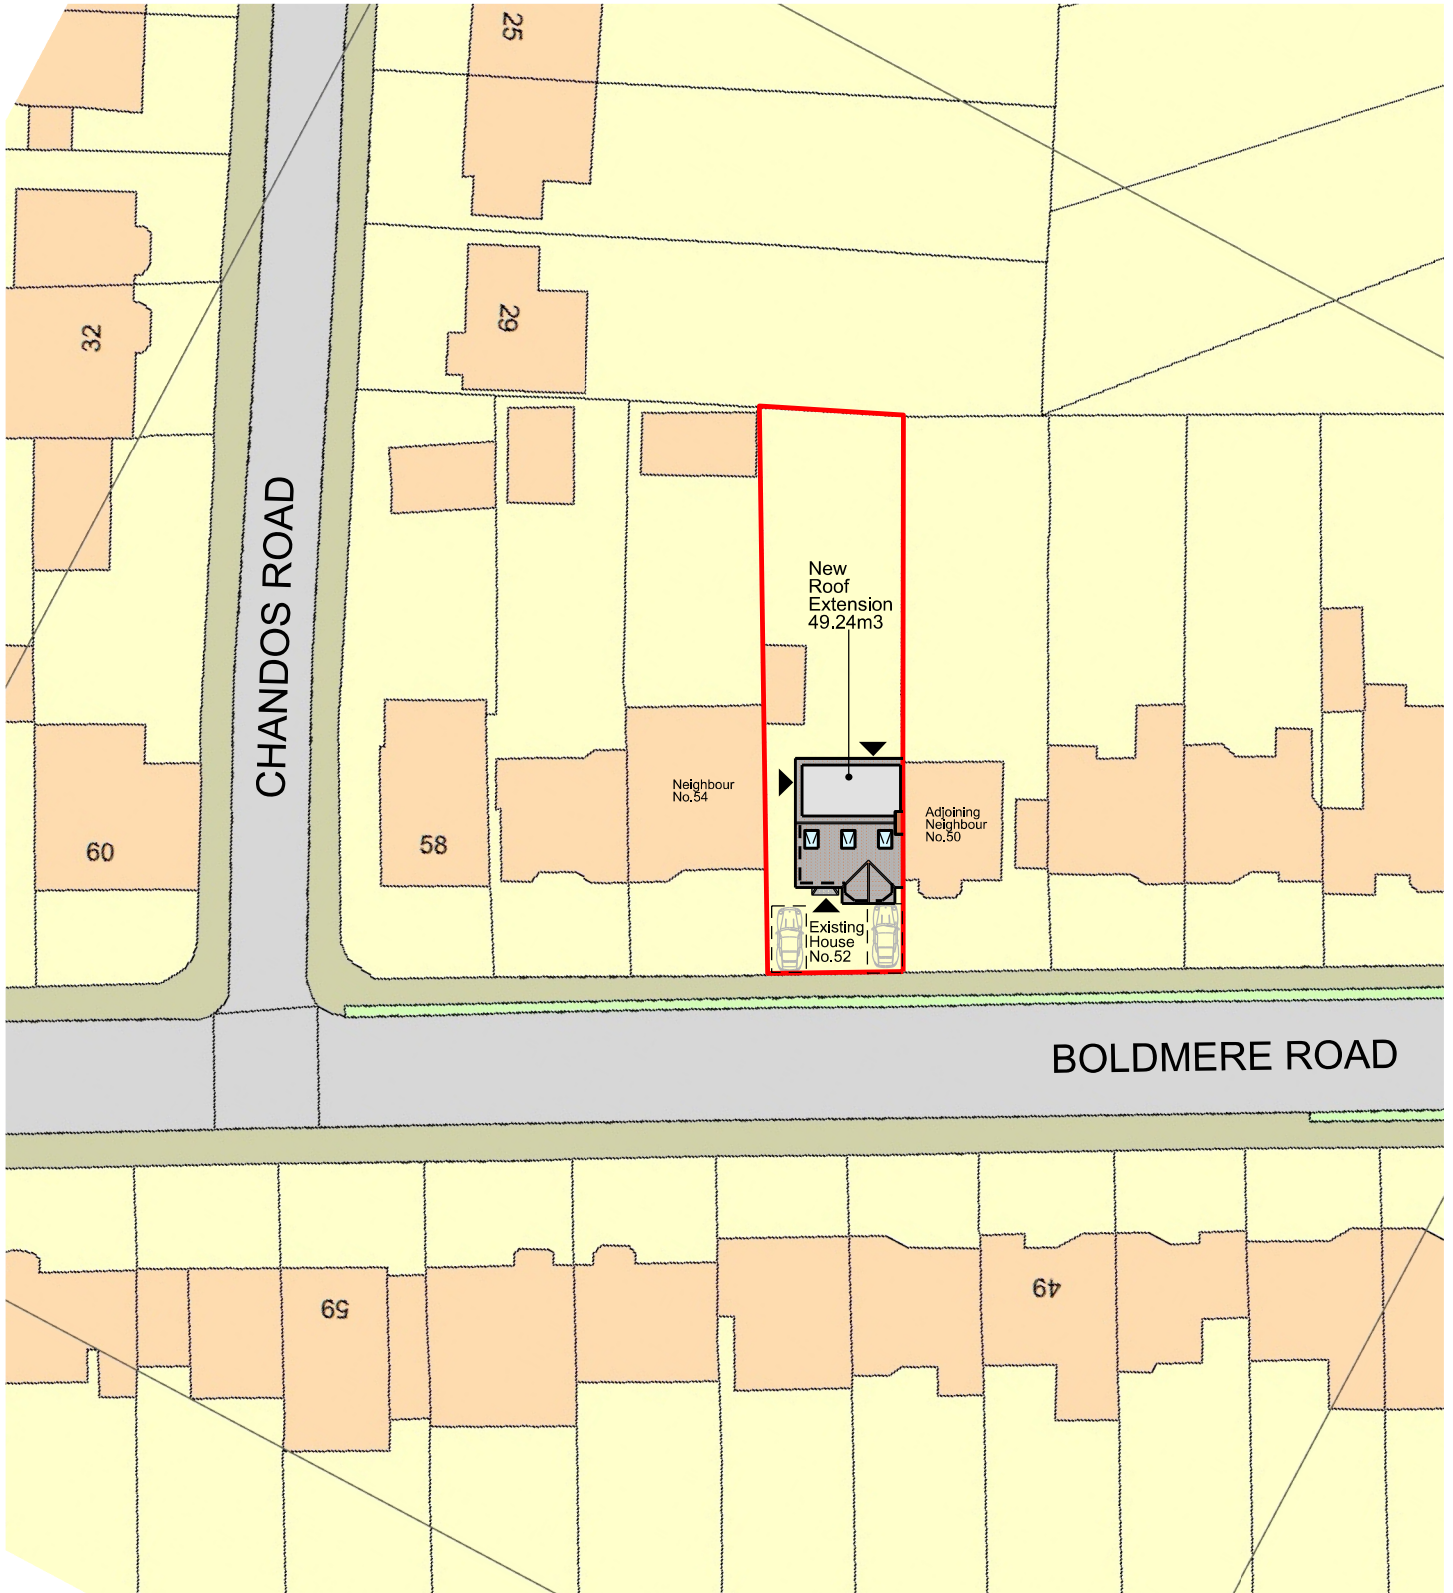 25
29
32
CHANDOS ROAD
New
Roof
Extension
49.24m3
Neighbour
No.54
Adjoining
Neighbour
No.50
58
60
Existing
House
No.52
BOLDMERE ROAD
59
49